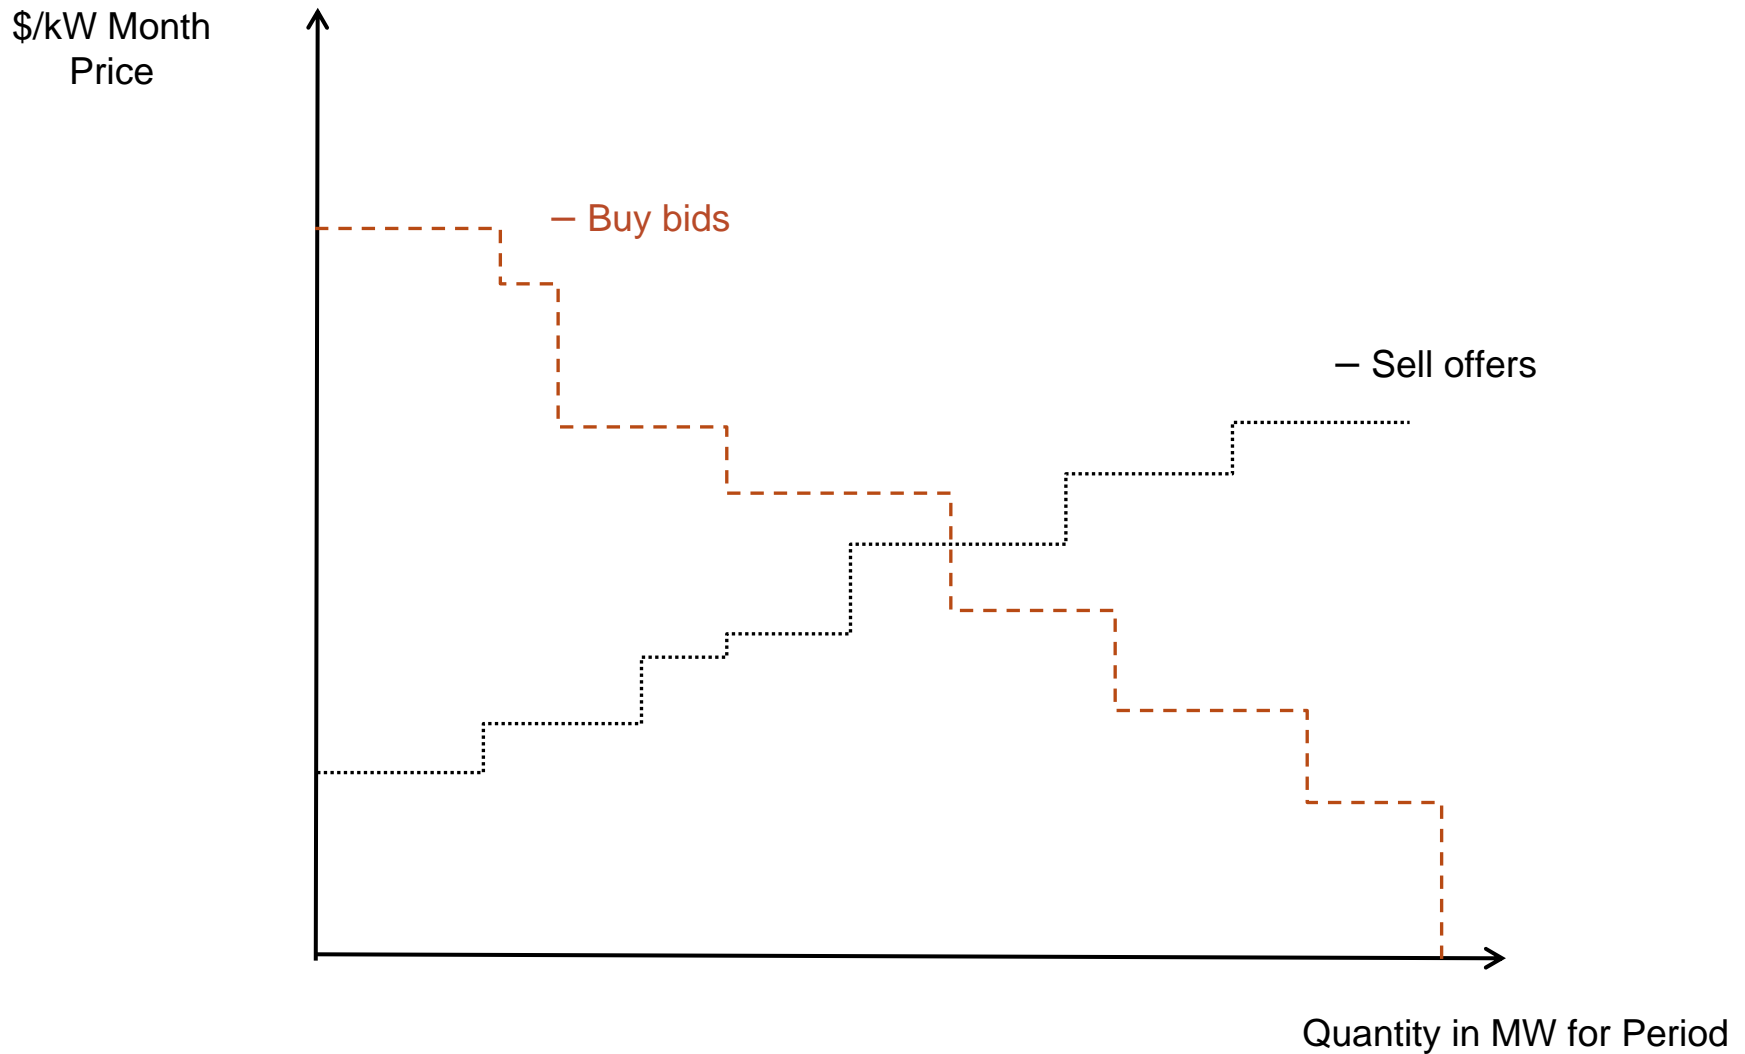 $/kW Month
Price
– Buy bids
– Sell offers
Quantity in MW for Period